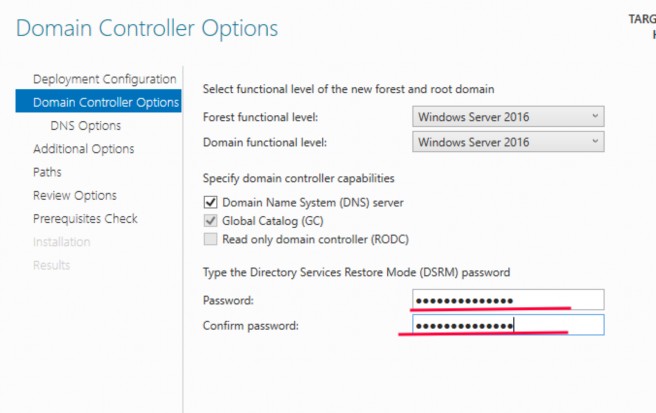 Domain Controller Options
TARG
Deployment Configuration
Domain Controller Options
DNS Options
Additional Options
Paths
Review Options
Prerequisites Check
Installation
Results
Select functional level of the new forest and root domain
Forest functional level: Windows Server 2016
Domain functional level: Windows Server 2016
Specify domain controller capabilities
Domain Name System (DNS) server
Global Catalog (GC)
Read only domain controller (RODC)
Type the Directory Services Restore Mode (DSRM) password
Password: ••••••••••••••
Confirm password: ••••••••••••••